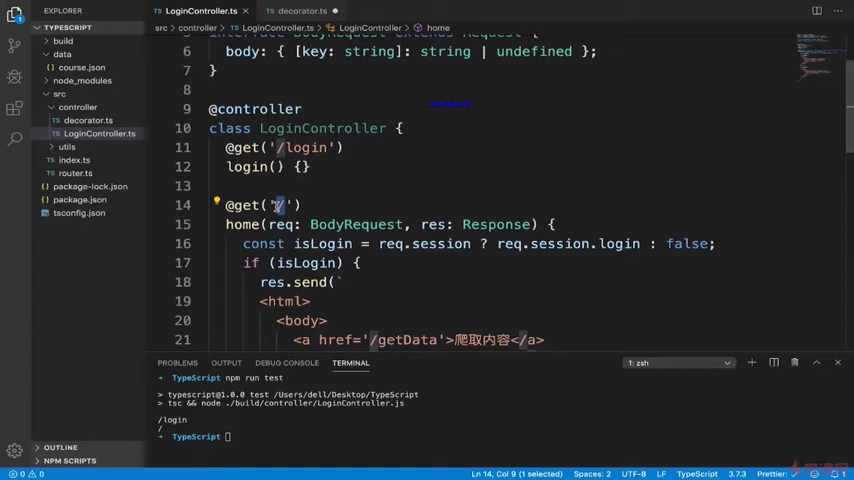 EXPLORER
LoginController.ts
decorator.ts
src > controller > LoginController.ts > LoginController > home
TYPESCRIPT
build
data
course.json
node_modules
src
controller
decorator.ts
LoginController.ts
utils
index.ts
router.ts
package-lock.json
package.json
tsconfig.json
OUTLINE
NPM SCRIPTS
6 body: { [key: string]: string | undefined };
7 }
8
9 @controller
10 class LoginController {
11 @get('/login')
12 login() {}
13
14 @get('/')
15 home(req: BodyRequest, res: Response) {
16 const isLogin = req.session ? req.session.login : false;
17 if (isLogin) {
18 res.send(`
19 <html>
20 <body>
21 <a href='/getData'>爬取内容</a>
PROBLEMS OUTPUT DEBUG CONSOLE TERMINAL 1: zsh
➜ TypeScript npm run test
> typescript@1.0.0 test /Users/dell/Desktop/TypeScript
> tsc && node ./build/controller/LoginController.js
/login
/
➜ TypeScript
0 0 Ln 14, Col 9 (1 selected) Spaces: 2 UTF-8 LF TypeScript 3.7.3 Prettier: ✓ 1